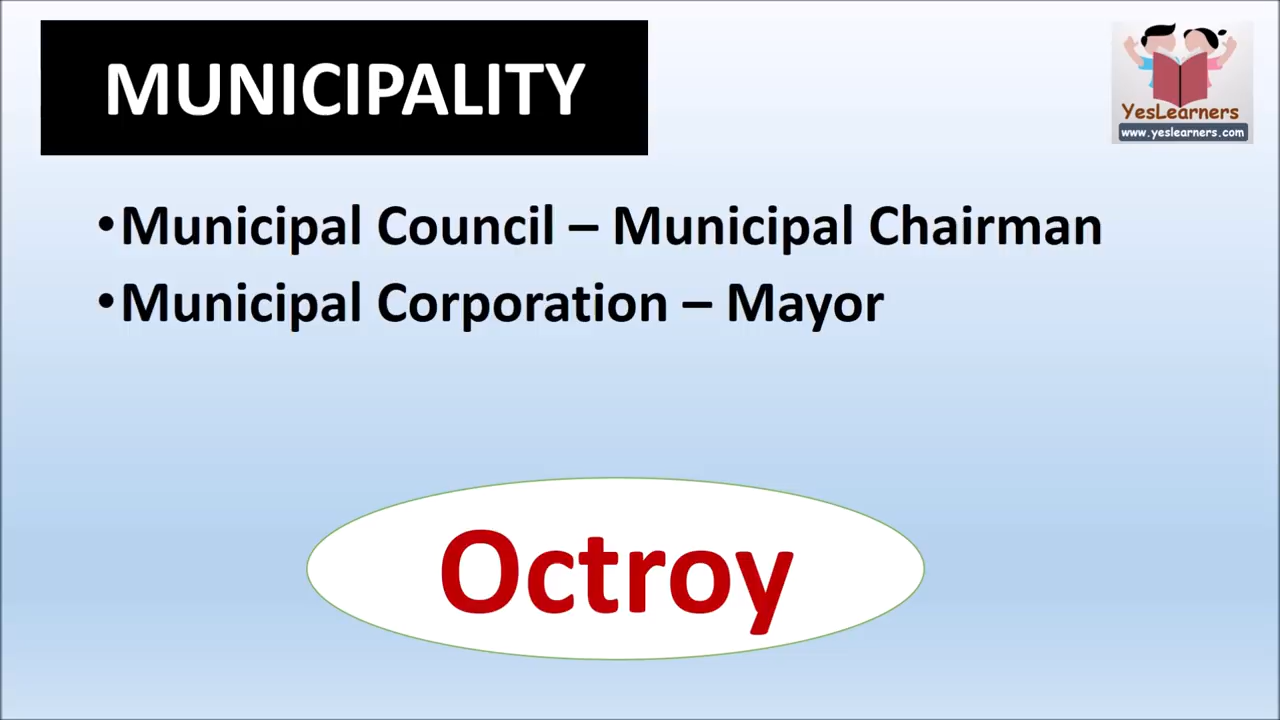 MUNICIPALITY
YesLearners
www.yeslearners.com
•Municipal Council – Municipal Chairman
•Municipal Corporation – Mayor
Octroy